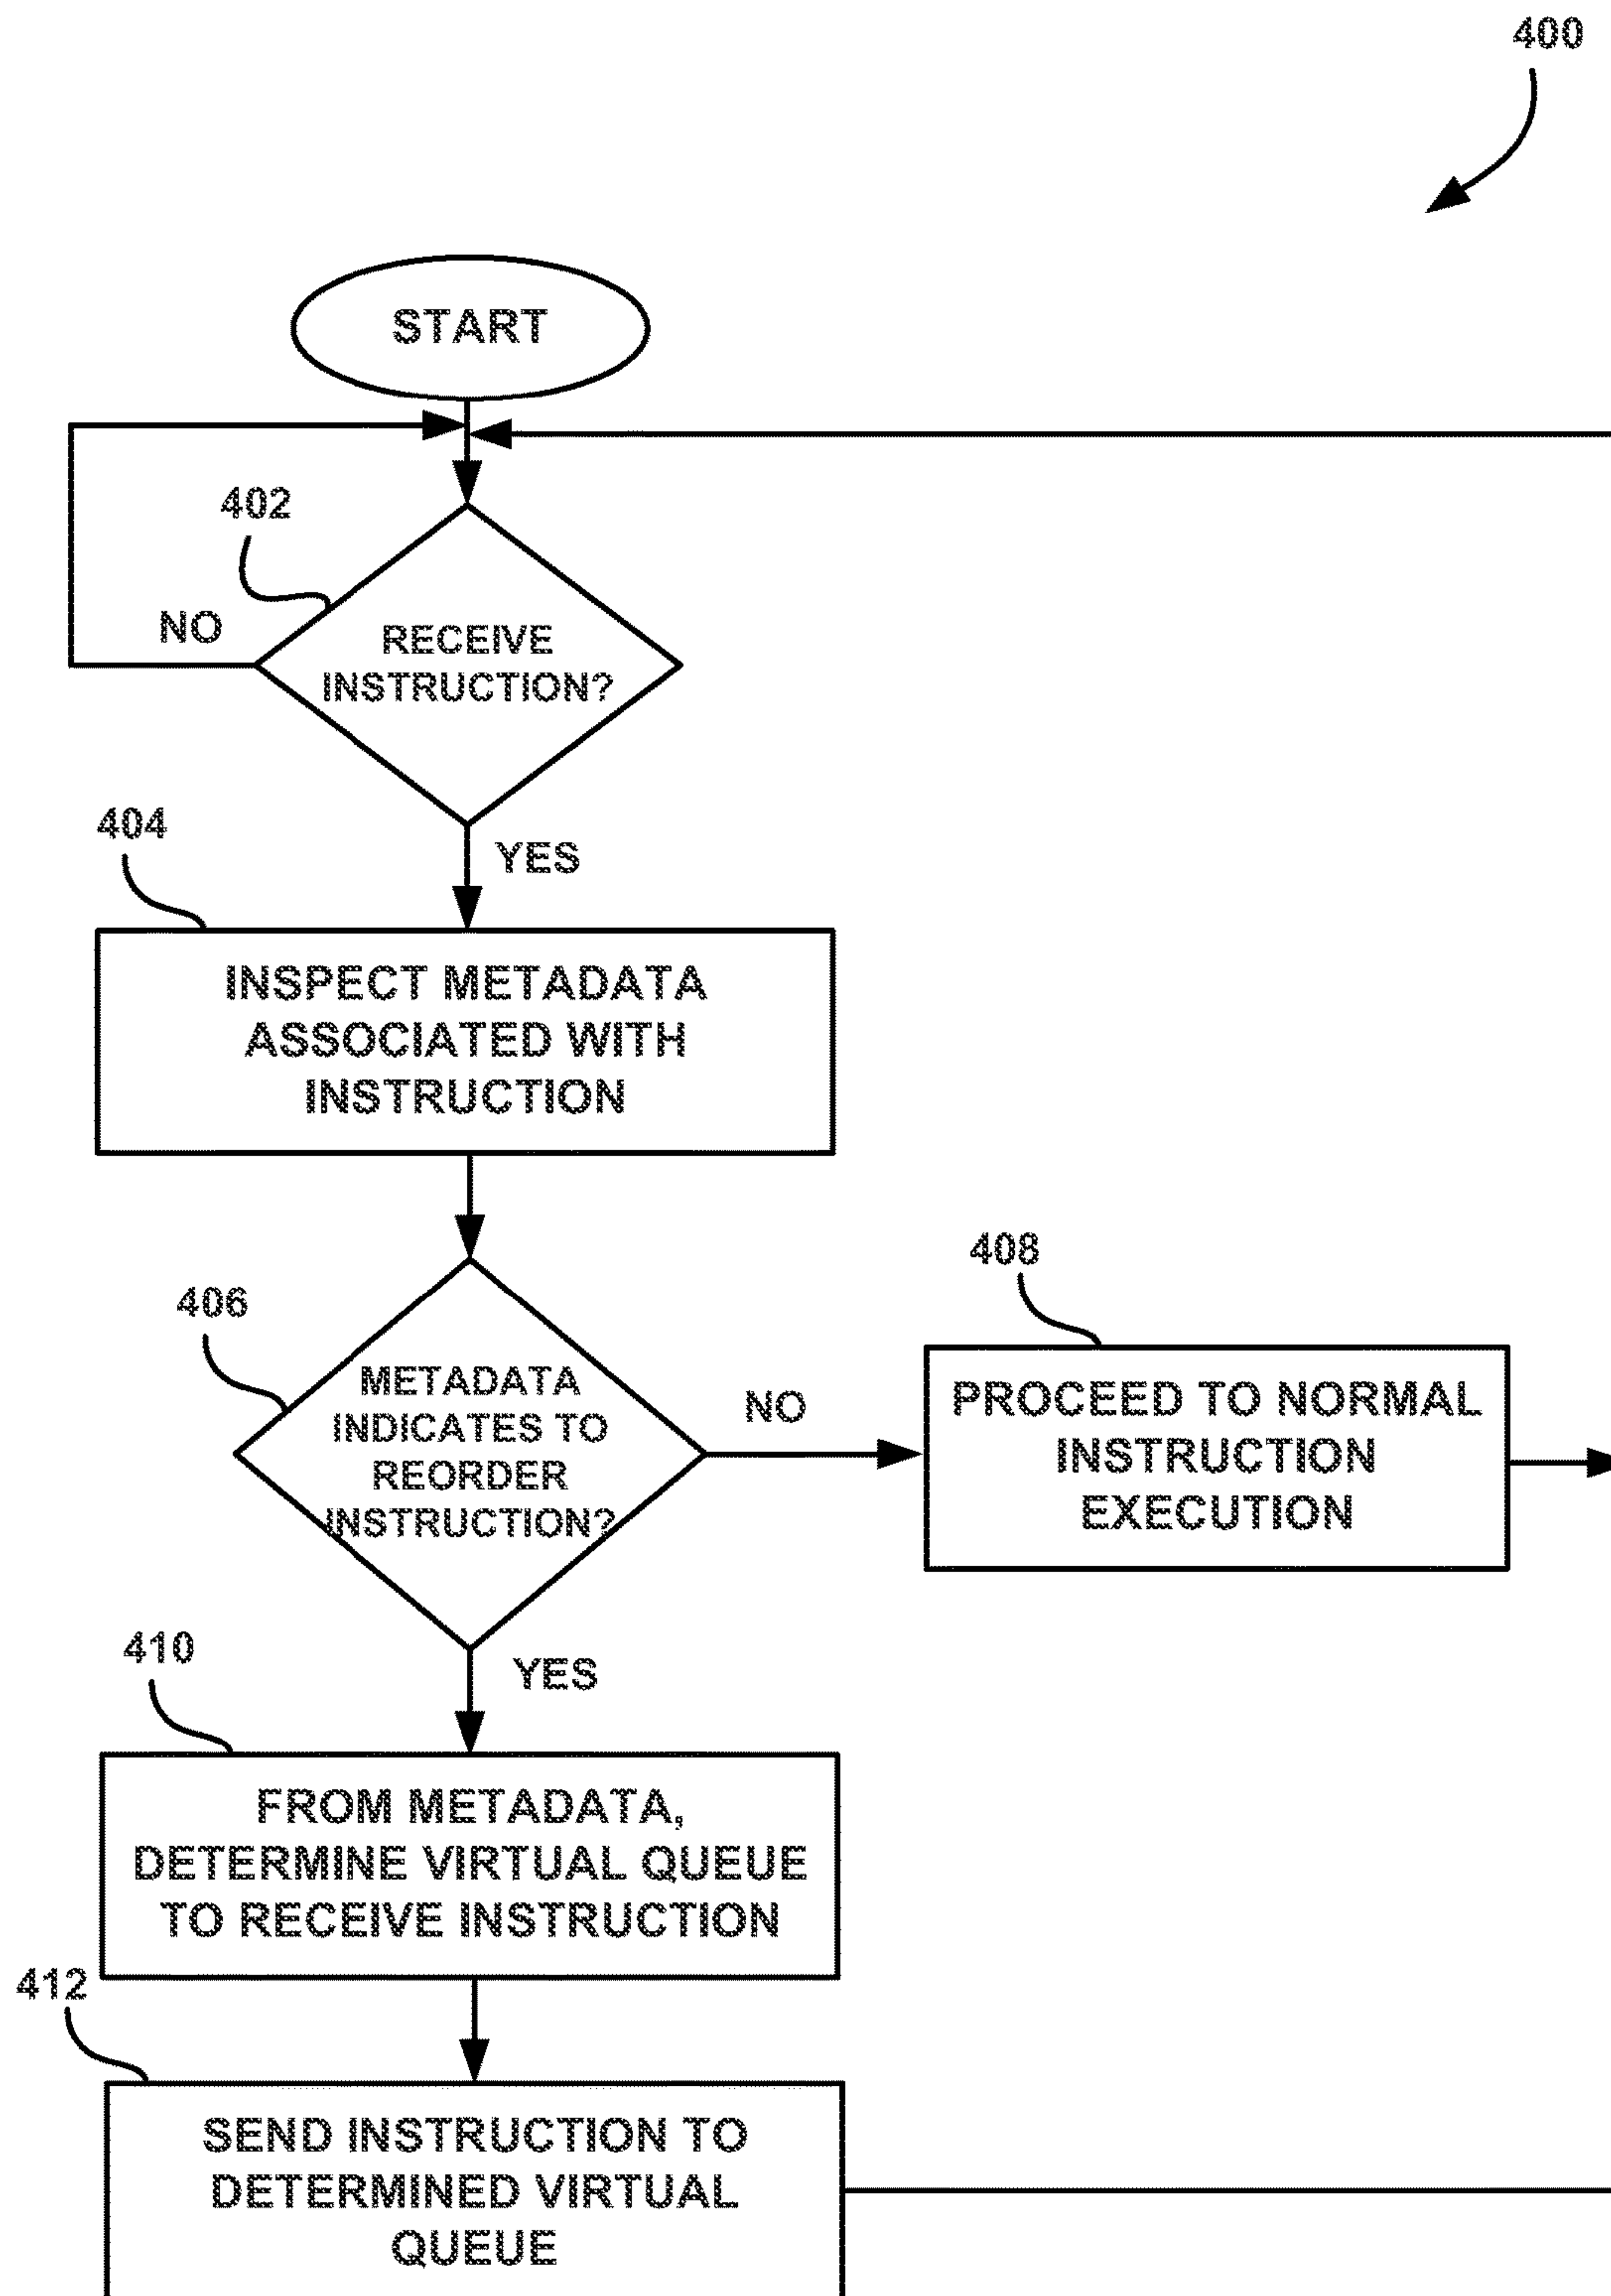 400
START
402
NO
RECEIVE
INSTRUCTION?
404
YES
INSPECT METADATA
ASSOCIATED WITH
INSTRUCTION
406
METADATA
INDICATES TO
REORDER
INSTRUCTION?
NO
408
PROCEED TO NORMAL
INSTRUCTION
EXECUTION
410
YES
FROM METADATA,
DETERMINE VIRTUAL QUEUE
TO RECEIVE INSTRUCTION
412
SEND INSTRUCTION TO
DETERMINED VIRTUAL
QUEUE